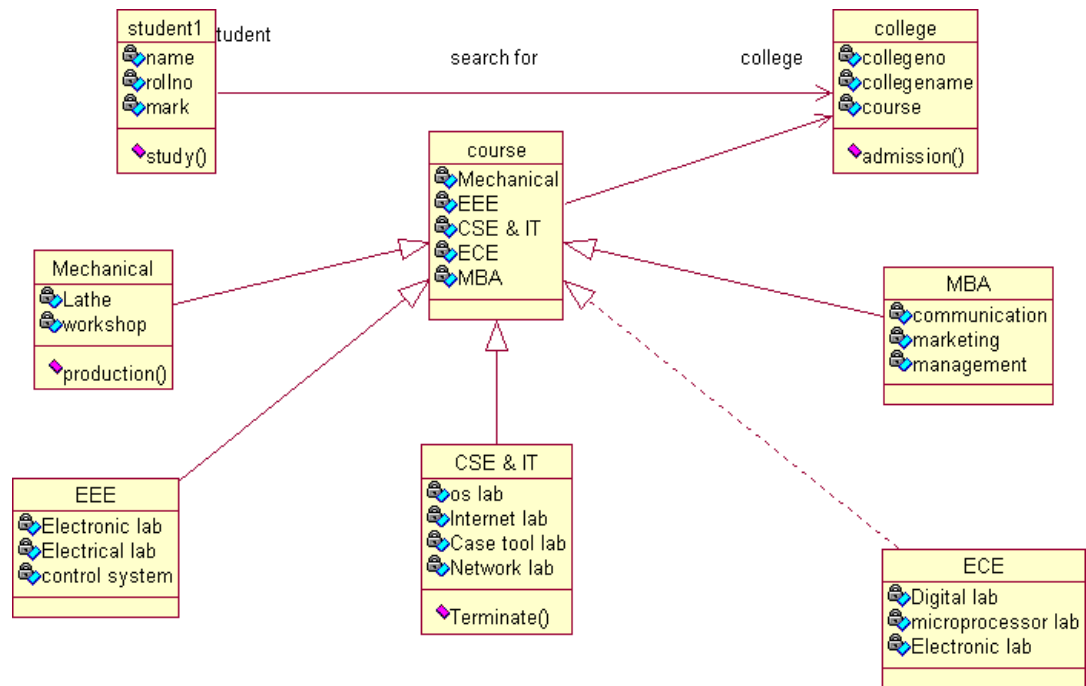 student1
name
rollno
mark
study()
tudent
search for
college
college
collegeno
collegename
course
admission()
course
Mechanical
EEE
CSE & IT
ECE
MBA
Mechanical
Lathe
workshop
production()
MBA
communication
marketing
management
EEE
Electronic lab
Electrical lab
control system
CSE & IT
os lab
Internet lab
Case tool lab
Network lab
Terminate()
ECE
Digital lab
microprocessor lab
Electronic lab